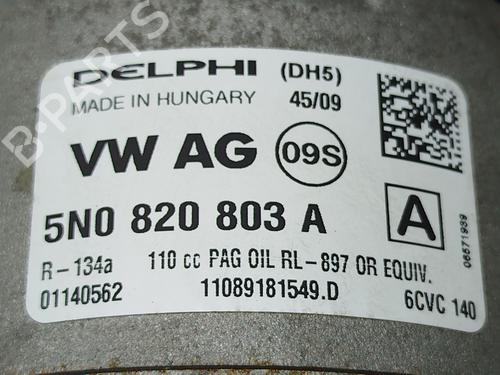 B-PARTS
DELPHI (DH5)
MADE IN HUNGARY 45/09
VW AG 09S
5N0 820 803 A A
R-134a 110 cc PAG OIL RL-897 OR EQUIV.
01140562 11089181549.D 6CVC 140
06571939